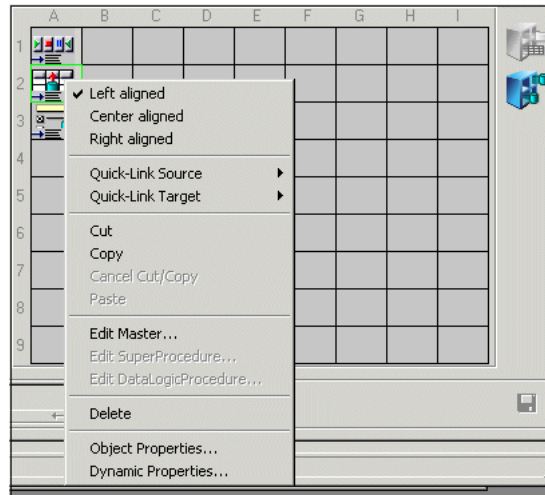 A B C D E F G H I
1
2
3
4
5
6
7
8
9
Left aligned
Center aligned
Right aligned
Quick-Link Source
Quick-Link Target
Cut
Copy
Cancel Cut/Copy
Paste
Edit Master...
Edit SuperProcedure...
Edit DataLogicProcedure...
Delete
Object Properties...
Dynamic Properties...